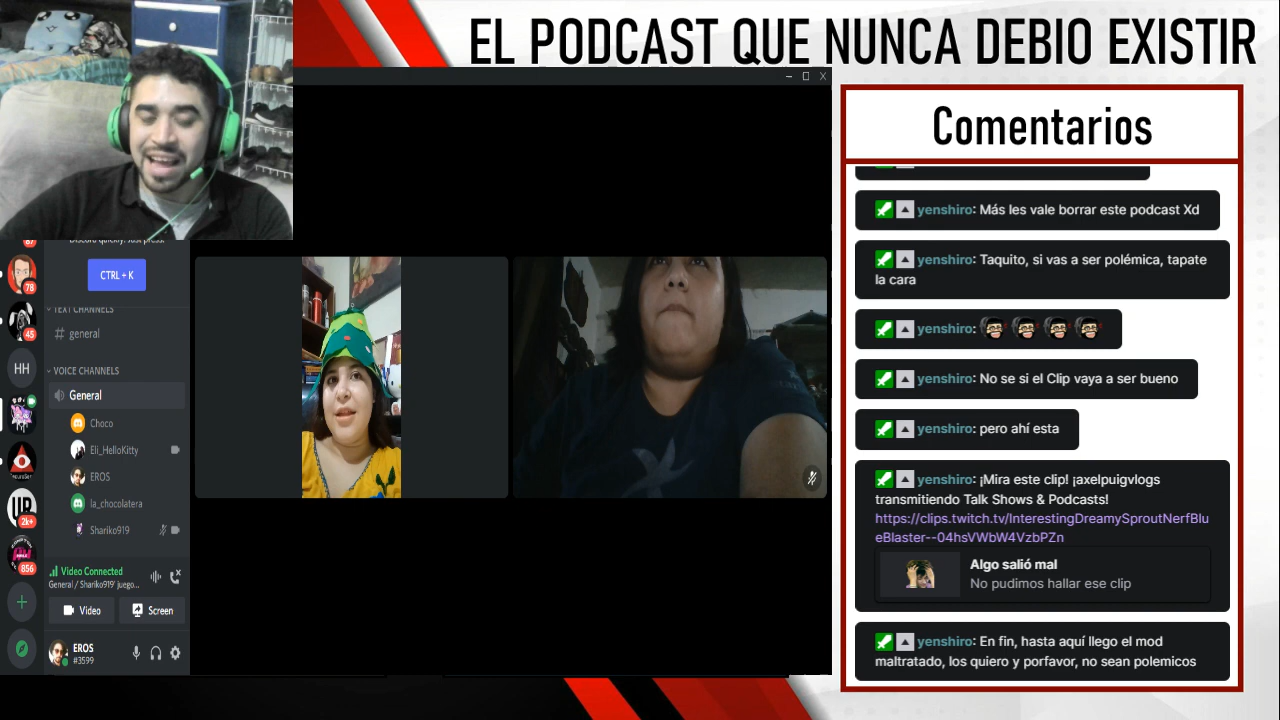 EL PODCAST QUE NUNCA DEBIO EXISTIR
Comentarios
yenshiro: Más les vale borrar este podcast Xd
yenshiro: Taquito, si vas a ser polémica, tapate
la cara
yenshiro:
yenshiro: No se si el Clip vaya a ser bueno
yenshiro: pero ahí esta
yenshiro: ¡Mira este clip! ¡axelpuigvlogs
transmitiendo Talk Shows & Podcasts!
https://clips.twitch.tv/InterestingDreamySproutNerfBlu
eBlaster--04hsVWbW4VzbPZn
Algo salió mal
No pudimos hallar ese clip
yenshiro: En fin, hasta aquí llego el mod
maltratado, los quiero y porfavor, no sean polemicos
CTRL + K
TEXT CHANNELS
# general
VOICE CHANNELS
General
Choco
Eli_HelloKitty
EROS
la_chocolatera
Shariko919
Video Connected
General / Shariko919' juego...
Video
Screen
EROS
#3599
78
45
HH
2k+
856